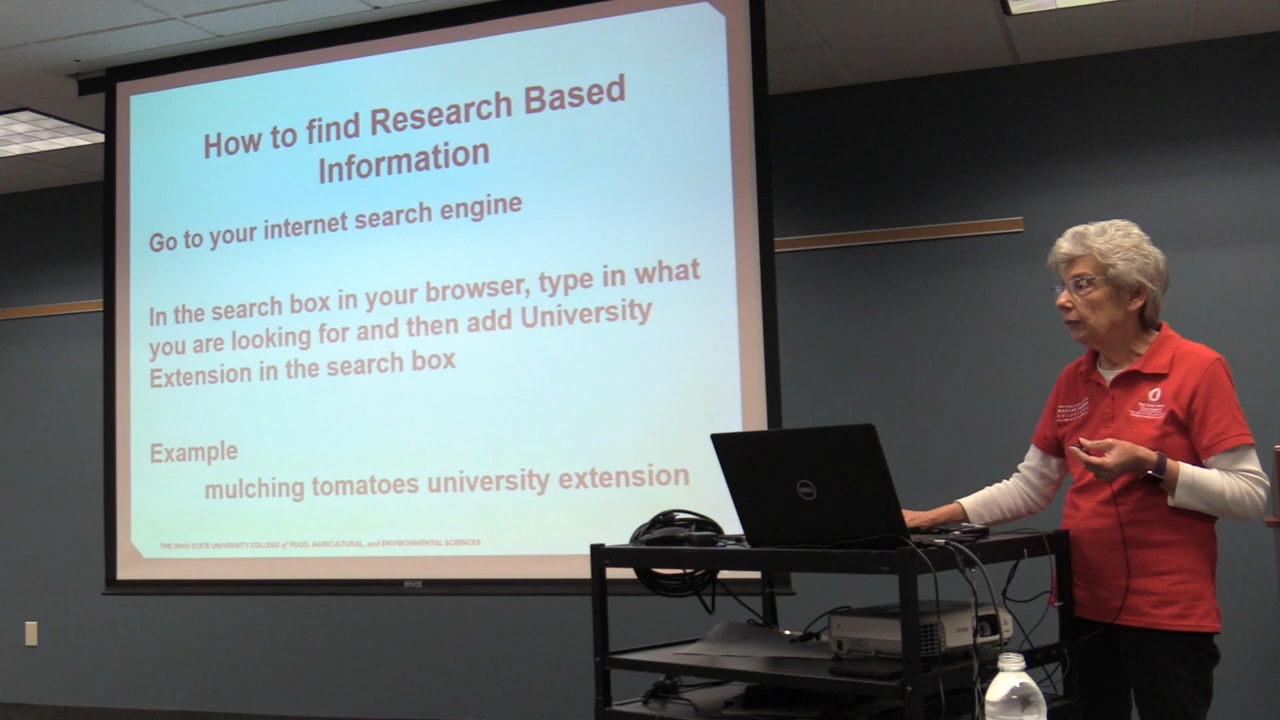 How to find Research Based
Information
Go to your internet search engine
In the search box in your browser, type in what
you are looking for and then add University
Extension in the search box
Example
mulching tomatoes university extension
THE OHIO STATE UNIVERSITY COLLEGE of FOOD, AGRICULTURAL, and ENVIRONMENTAL SCIENCES
DELL
EPSON